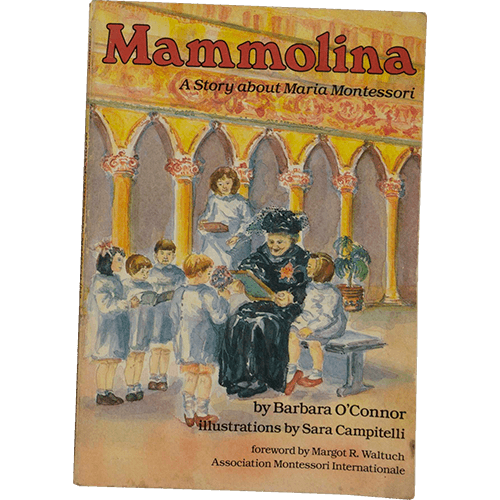 Mammolina
A Story about Maria Montessori
by Barbara O'Connor
illustrations by Sara Campitelli
foreword by Margot R. Waltuch
Association Montessori Internationale